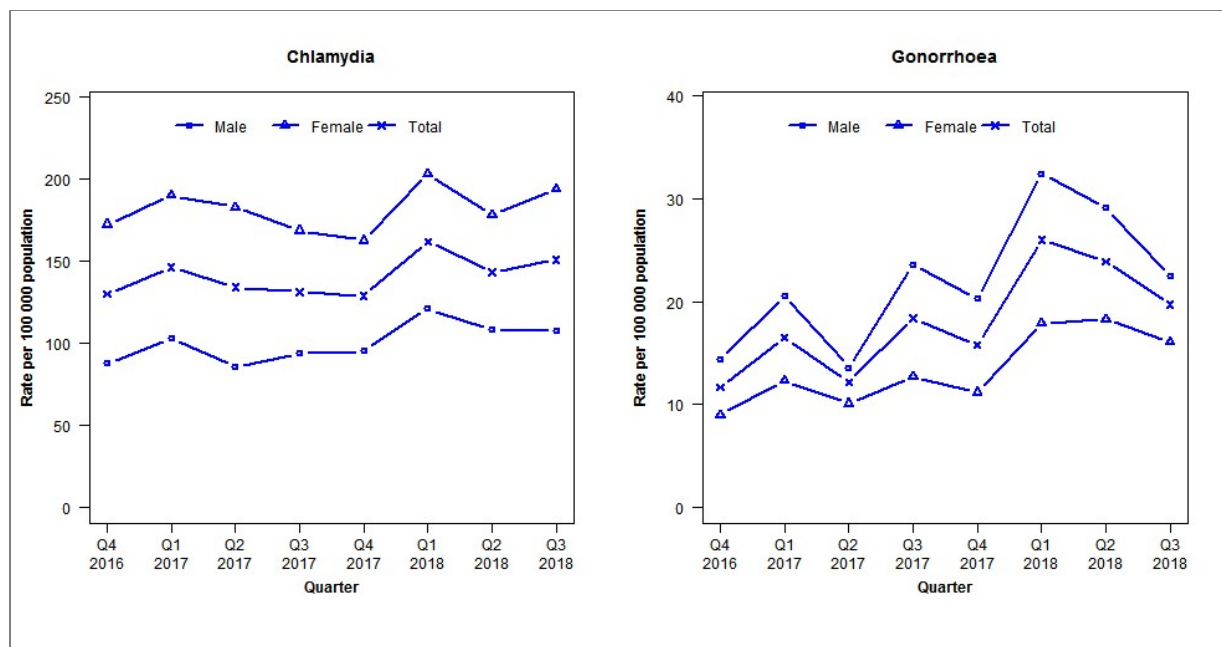 Chlamydia
250
200
150
100
50
0
Rate per 100 000 population
Male Female Total
Q4 Q1 Q2 Q3 Q4 Q1 Q2 Q3
2016 2017 2017 2017 2017 2018 2018 2018
Quarter
Gonorrhoea
40
30
20
10
0
Rate per 100 000 population
Male Female Total
Q4 Q1 Q2 Q3 Q4 Q1 Q2 Q3
2016 2017 2017 2017 2017 2018 2018 2018
Quarter